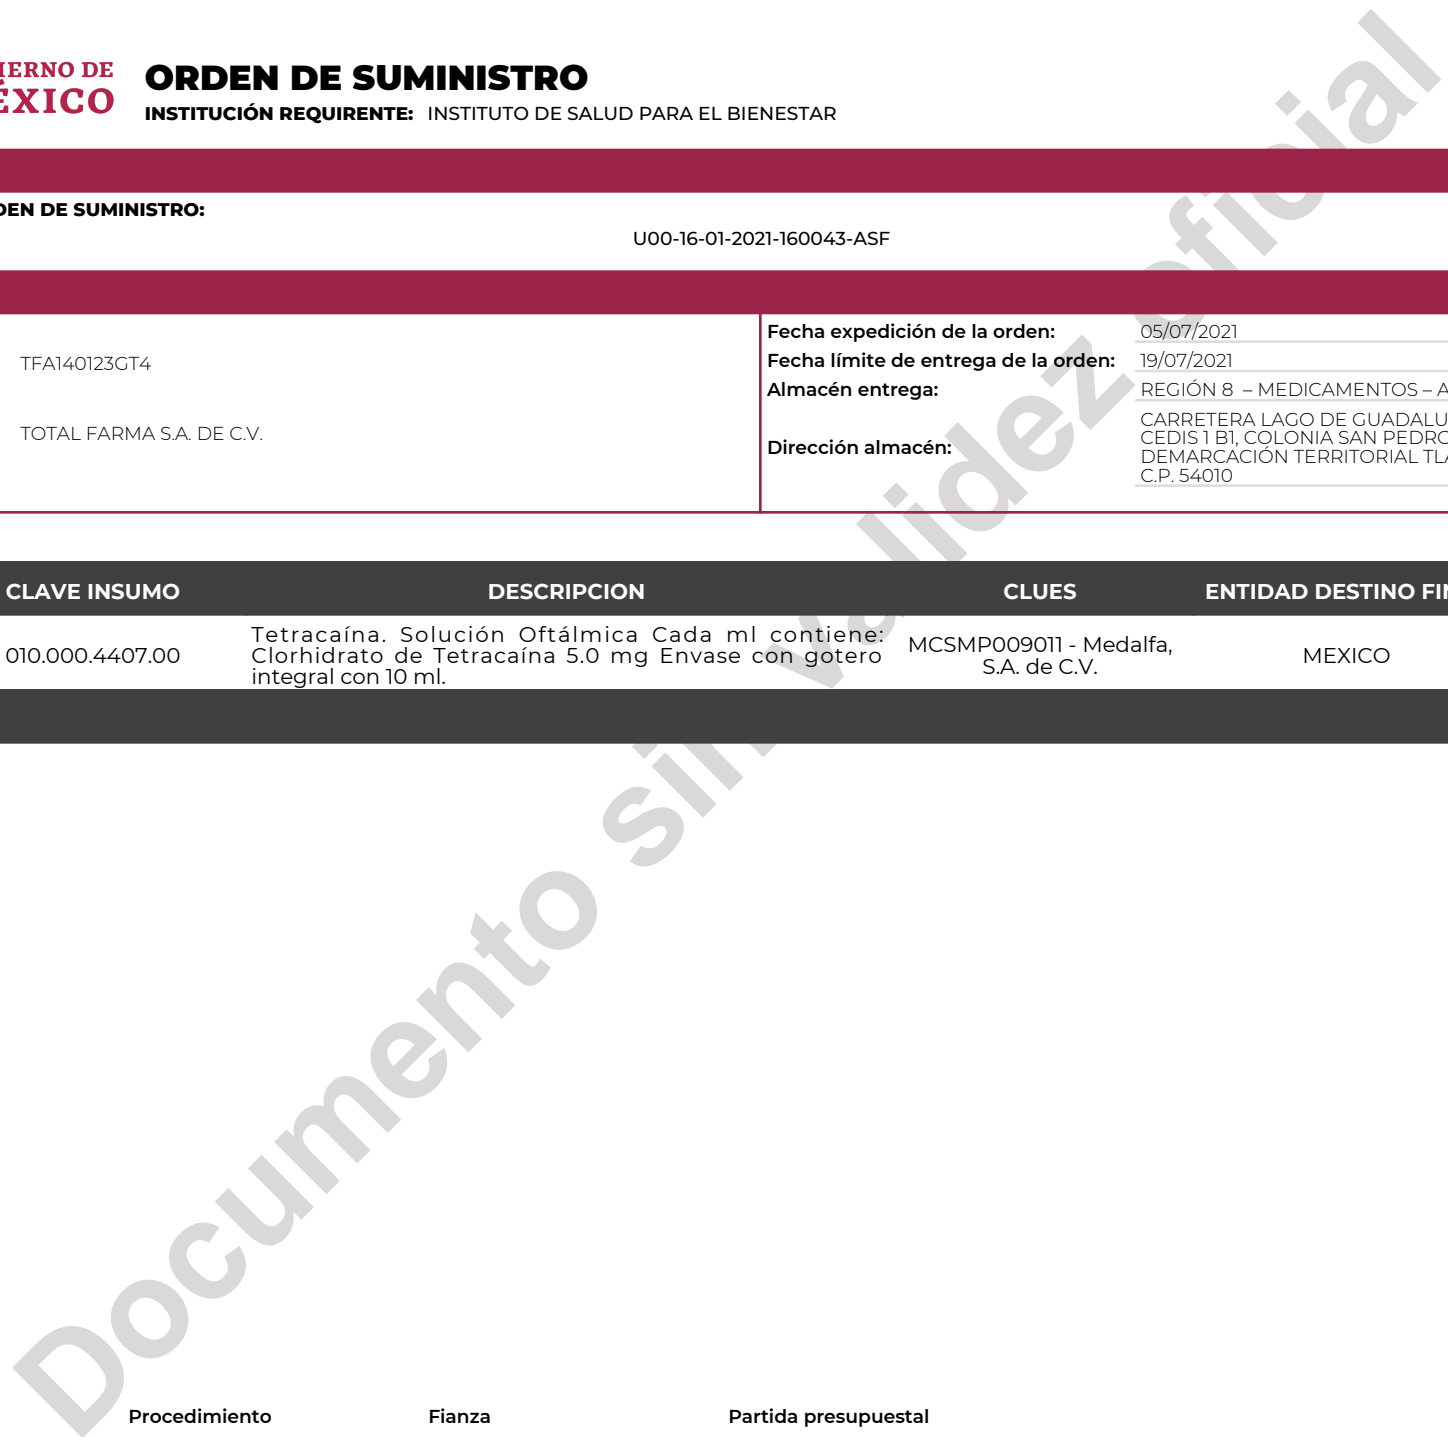 IERNO DE
ÉXICO
ORDEN DE SUMINISTRO
INSTITUCIÓN REQUIRENTE: INSTITUTO DE SALUD PARA EL BIENESTAR
DEN DE SUMINISTRO:
U00-16-01-2021-160043-ASF
TFA140123GT4
TOTAL FARMA S.A. DE C.V.
Fecha expedición de la orden: 05/07/2021
Fecha límite de entrega de la orden: 19/07/2021
Almacén entrega: REGIÓN 8 – MEDICAMENTOS – A
Dirección almacén:
CARRETERA LAGO DE GUADALU
CEDIS 1 B1, COLONIA SAN PEDRO
DEMARCACIÓN TERRITORIAL TLA
C.P. 54010
CLAVE INSUMO DESCRIPCION CLUES ENTIDAD DESTINO FIN
010.000.4407.00
Tetracaína. Solución Oftálmica Cada ml contiene:
Clorhidrato de Tetracaína 5.0 mg Envase con gotero
integral con 10 ml.
MCSMP009011 - Medalfa,
S.A. de C.V.
MEXICO
Documento sin validez oficial
Procedimiento Fianza Partida presupuestal